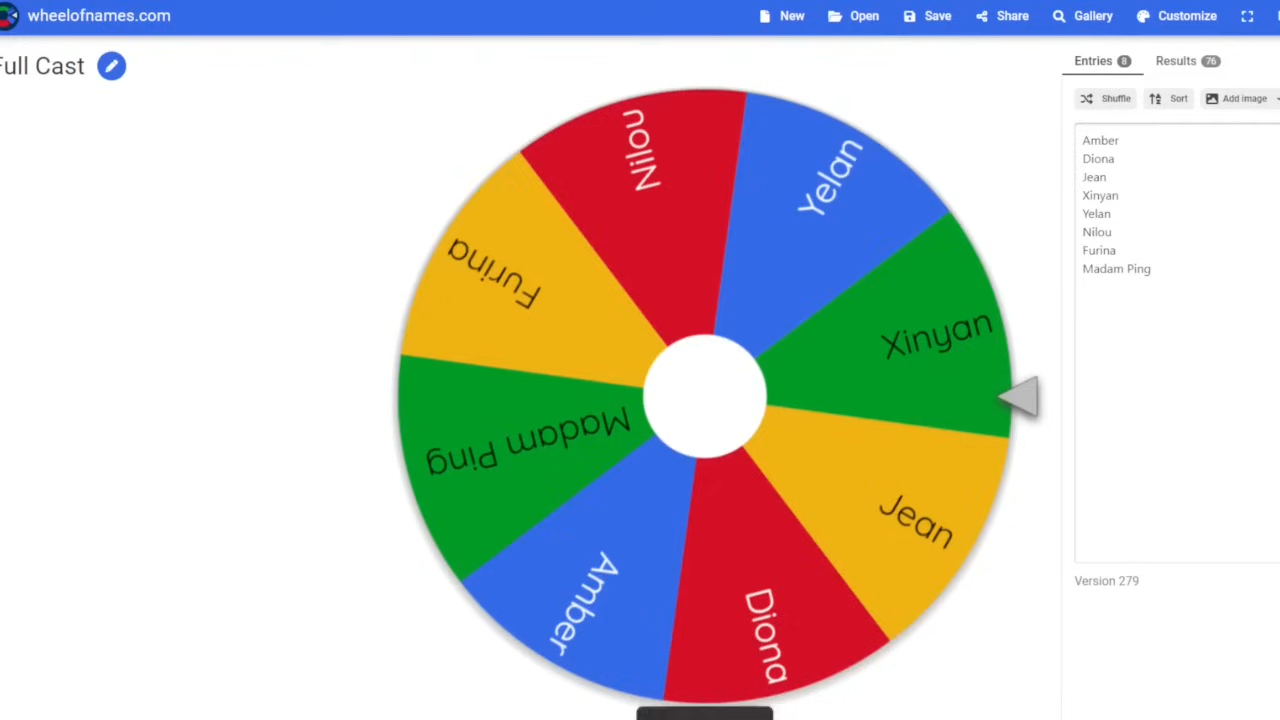 wheelofnames.com
New
Open
Save
Share
Gallery
Customize
Full Cast
Entries 8
Results 76
Shuffle
Sort
Add image
Amber
Diona
Jean
Xinyan
Yelan
Nilou
Furina
Madam Ping
Version 279
Nilou
Yelan
Furina
Xinyan
Madam Ping
Jean
Amber
Diona